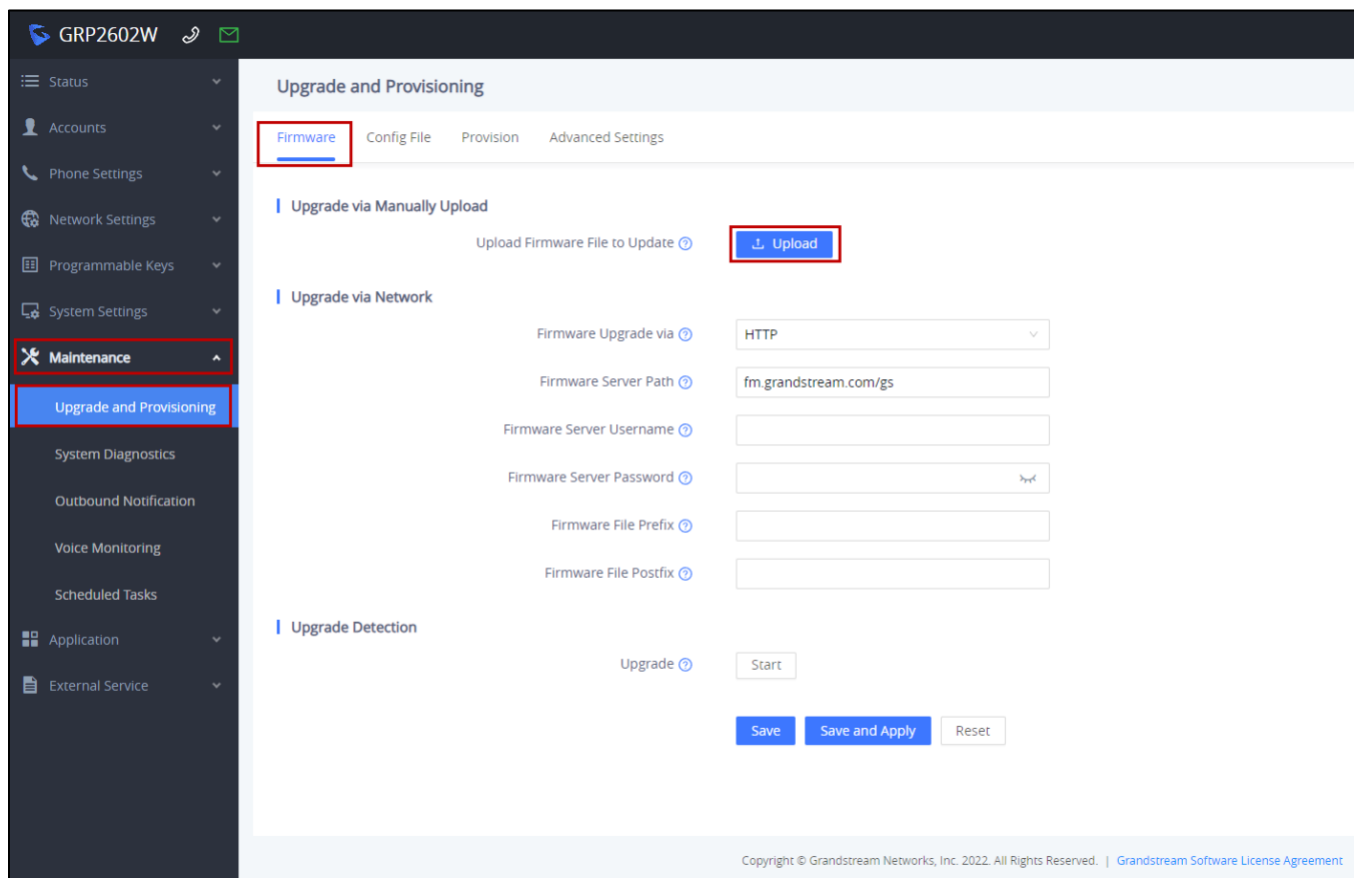 GRP2602W
Status
Accounts
Phone Settings
Network Settings
Programmable Keys
System Settings
Maintenance
Upgrade and Provisioning
System Diagnostics
Outbound Notification
Voice Monitoring
Scheduled Tasks
Application
External Service
Upgrade and Provisioning
Firmware Config File Provision Advanced Settings
Upgrade via Manually Upload
Upload Firmware File to Update Upload
Upgrade via Network
Firmware Upgrade via HTTP
Firmware Server Path fm.grandstream.com/gs
Firmware Server Username
Firmware Server Password
Firmware File Prefix
Firmware File Postfix
Upgrade Detection
Upgrade Start
Save Save and Apply Reset
Copyright © Grandstream Networks, Inc. 2022. All Rights Reserved. | Grandstream Software License Agreement